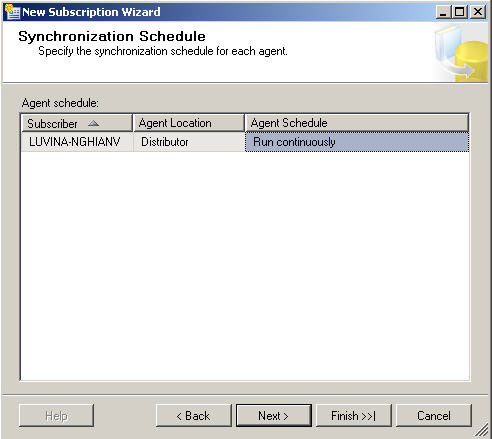 New Subscription Wizard
Synchronization Schedule
Specify the synchronization schedule for each agent.
Agent schedule:
Subscriber Agent Location Agent Schedule
LUVINA-NGHIANV Distributor Run continuously
Help < Back Next > Finish >>| Cancel